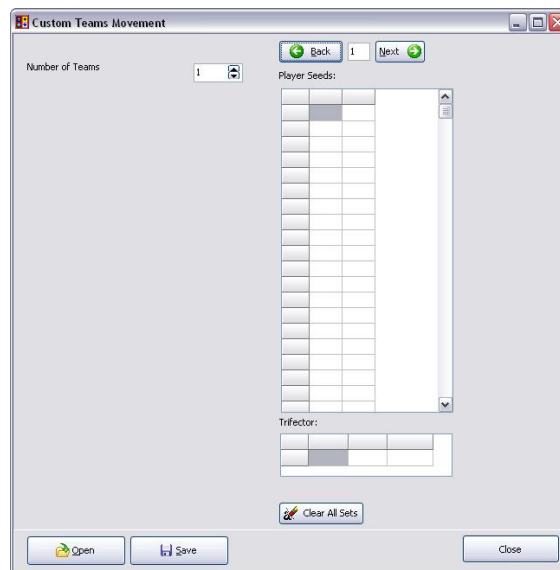 Custom Teams Movement
Back 1 Next
Number of Teams 1
Player Seeds:
Trifector:
Clear All Sets
Open Save Close